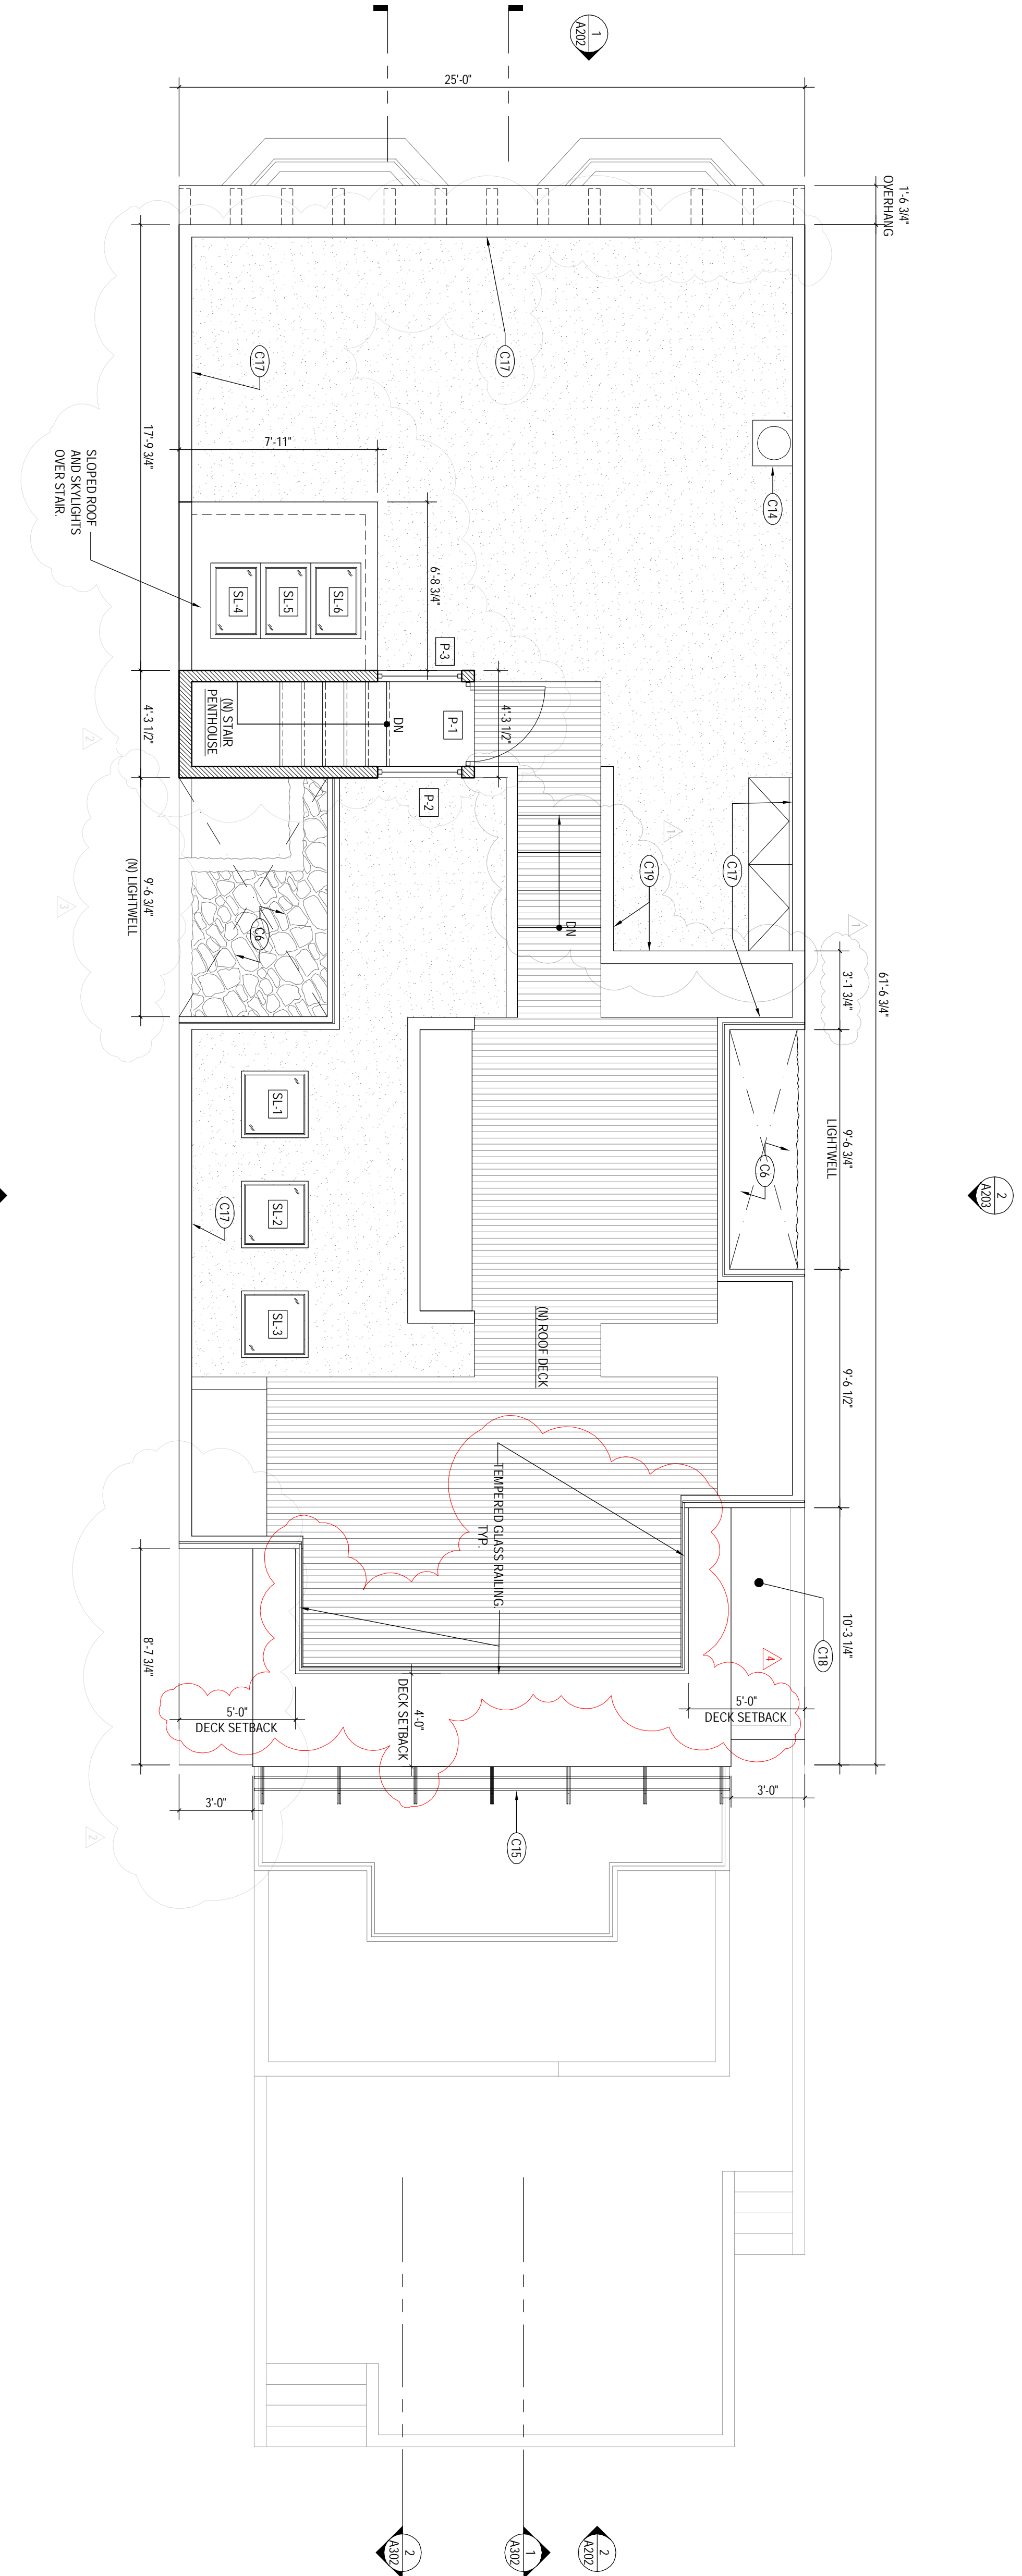 1
A202
25'-0"
1'-6 3/4"
OVERHANG
C17
C17
17'-9 3/4"
7'-11"
C14
SLOPED ROOF
AND SKYLIGHTS
OVER STAIR.
6'-8 3/4"
SL-4
SL-5
SL-6
P-3
4'-3 1/2"
(N) STAIR
PENTHOUSE
DN
P-1
4'-3 1/2"
2
P-2
1
C19
C17
DN
9'-6 3/4"
(N) LIGHTWELL
3
C6
1
61'-6 3/4"
3'-1 3/4"
SL-1
9'-6 3/4"
LIGHTWELL
C6
2
A203
SL-2
C17
SL-3
(N) ROOF DECK
9'-6 1/2"
TEMPERED GLASS RAILING,
TYP.
10'-3 1/4"
C18
4
8'-7 3/4"
5'-0"
DECK SETBACK
4'-0"
DECK SETBACK
5'-0"
DECK SETBACK
3'-0"
3'-0"
2
C15
2
A302
1
A302
2
A202